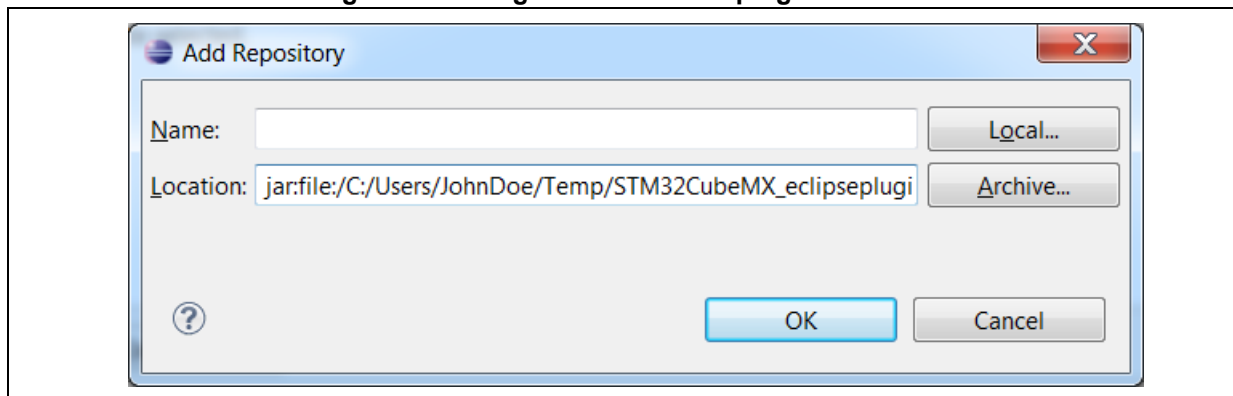 Add Repository
X
Name:
Local...
Location: jar:file:/C:/Users/JohnDoe/Temp/STM32CubeMX_eclipseplugi
Archive...
?
OK
Cancel